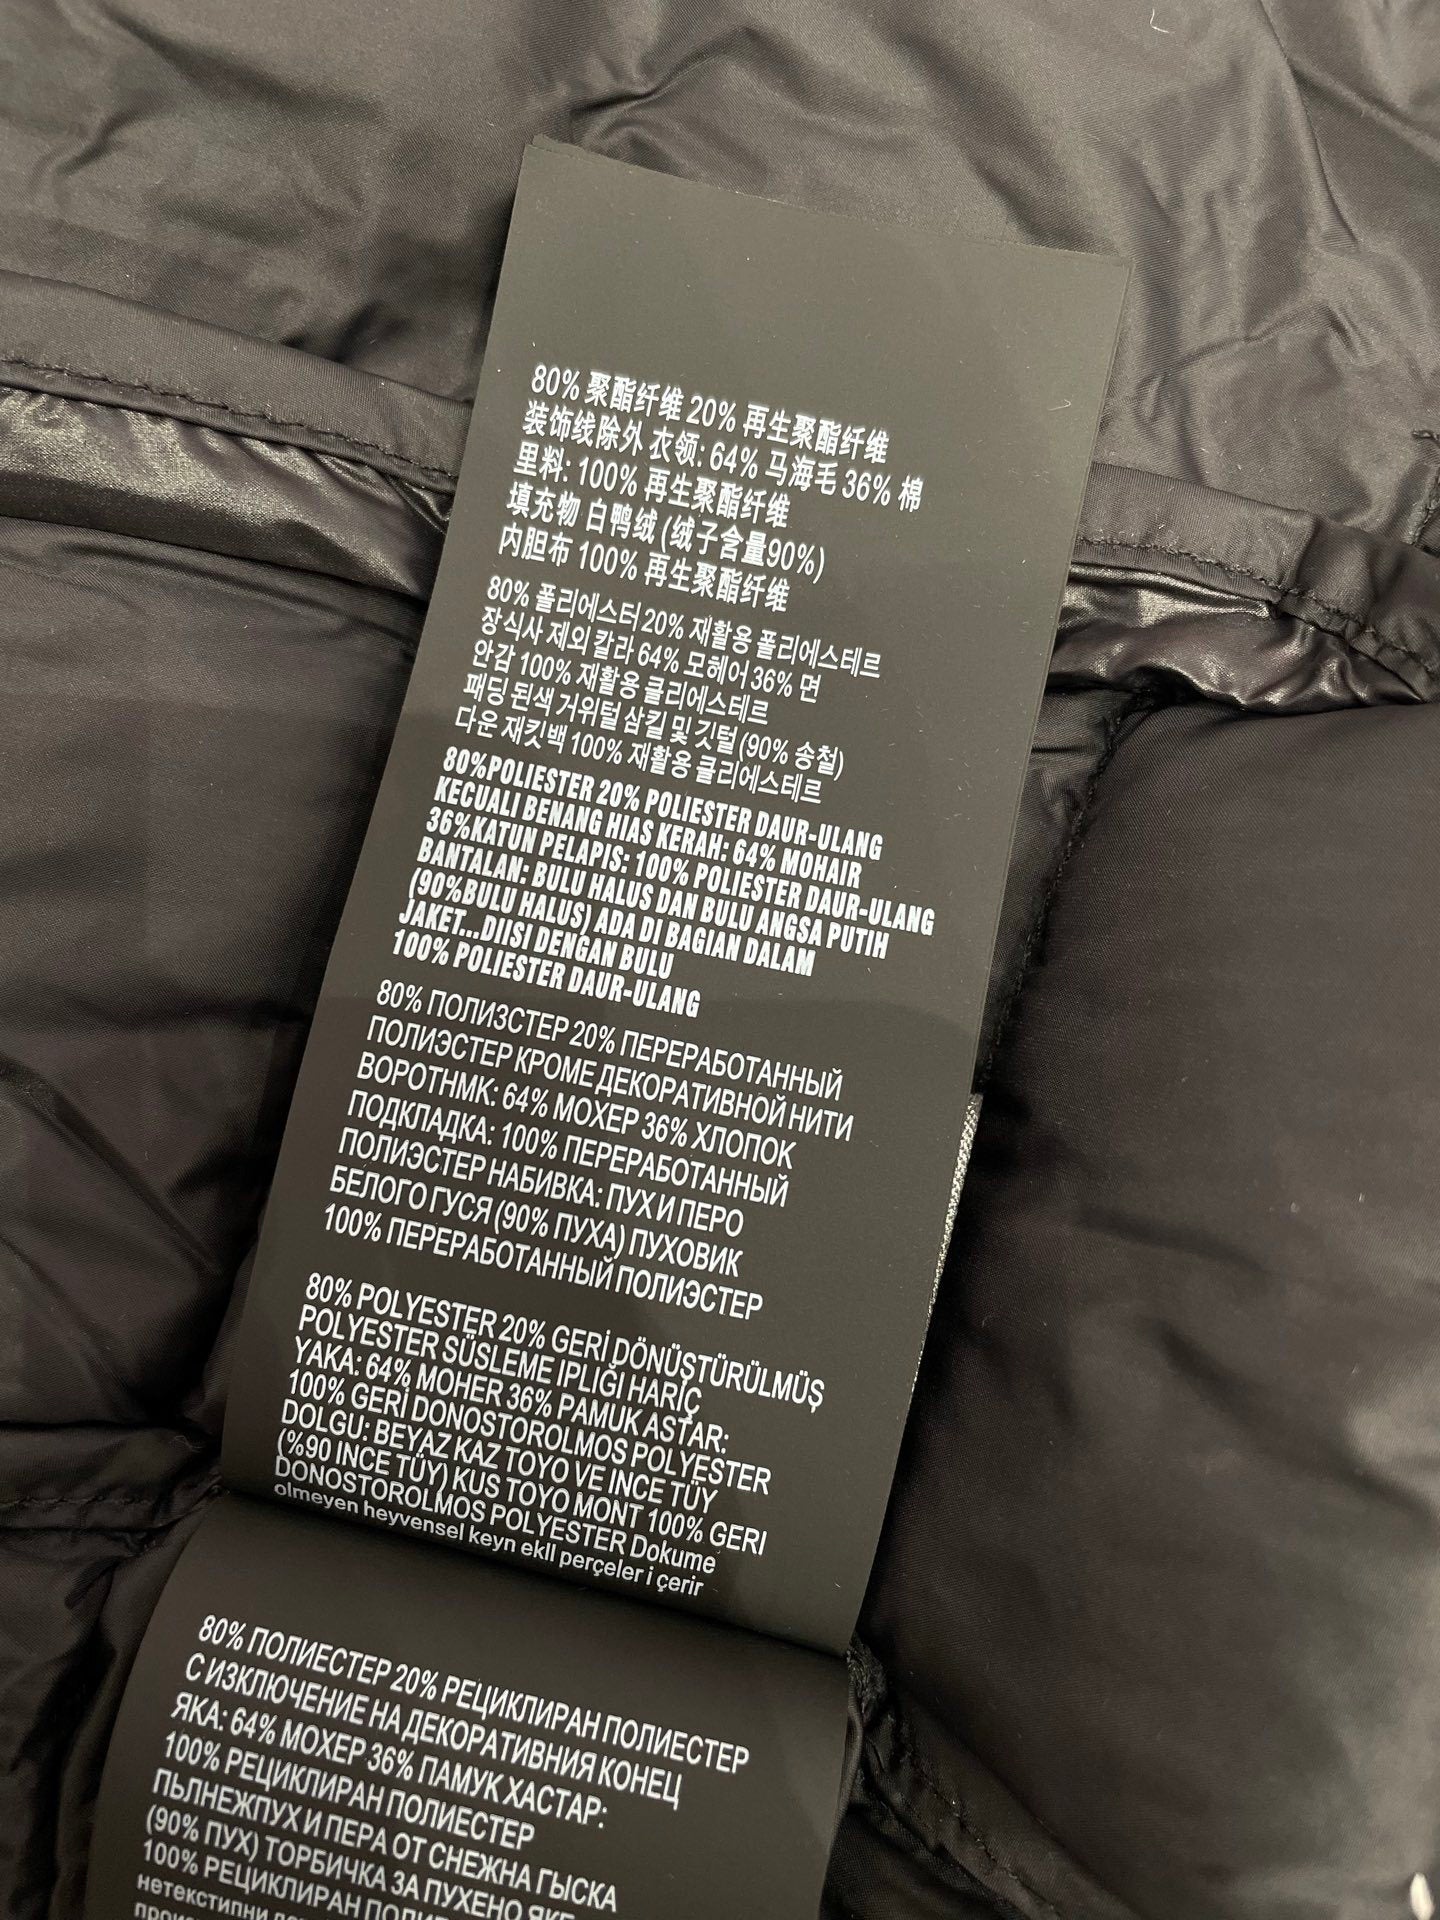 80% 聚酯纤维 20% 再生聚酯纤维
装饰线除外 衣领: 64% 马海毛 36% 棉
里料: 100% 再生聚酯纤维
填充物 白鸭绒 (绒子含量90%)
内胆布 100% 再生聚酯纤维
80% 폴리에스터 20% 재활용 폴리에스테르
장식사 제외 칼라 64% 모헤어 36% 면
안감 100% 재활용 클리에스테르
패딩 된색 거위털 삼킬 및 깃털 (90% 송철)
다운 재킷백 100% 재활용 클리에스테르
80%POLIESTER 20% POLIESTER DAUR-ULANG
KECUALI BENANG HIAS KERAH: 64% MOHAIR
36%KATUN PELAPIS: 100% POLIESTER DAUR-ULANG
BANTALAN: BULU HALUS DAN BULU ANGSA PUTIH
(90%BULU HALUS) ADA DI BAGIAN DALAM
JAKET...DIISI DENGAN BULU
100% POLIESTER DAUR-ULANG
80% ПОЛИЗСТЕР 20% ПЕРЕРАБОТАННЫЙ
ПОЛИЭСТЕР КРОМЕ ДЕКОРАТИВНОЙ НИТИ
ВОРОТНМК: 64% МОХЕР 36% ХЛОПОК
ПОДКЛАДКА: 100% ПЕРЕРАБОТАННЫЙ
ПОЛИЭСТЕР НАБИВКА: ПУХ И ПЕРО
БЕЛОГО ГУСЯ (90% ПУХА) ПУХОВИК
100% ПЕРЕРАБОТАННЫЙ ПОЛИЭСТЕР
80% POLYESTER 20% GERİ DÖNÜŞTÜRÜLMÜŞ
POLYESTER SÜSLEME IPLIĞI HARİÇ
YAKA: 64% MOHER 36% PAMUK ASTAR:
100% GERİ DONOSTOROLMOS POLYESTER
DOLGU: BEYAZ KAZ TOYO VE INCE TÜY
(%90 INCE TÜY) KUS TOYO MONT 100% GERI
DONOSTOROLMOS POLYESTER Dokume
olmeyen heyvensel keyn ekll perçeler i çerir
80% ПОЛИЕСТЕР 20% РЕЦИКЛИРАН ПОЛИЕСТЕР
С ИЗКЛЮЧЕНИЕ НА ДЕКОРАТИВНИЯ КОНЕЦ
ЯКА: 64% МОХЕР 36% ПАМУК ХАСТАР:
100% РЕЦИКЛИРАН ПОЛИЕСТЕР
ПЬЛНЕЖПУХ И ПЕРА ОТ СНЕЖНА ГЫСКА
(90% ПУХ) ТОРБИЧКА ЗА ПУХЕНО ЯКЕ
100% РЕЦИКЛИРАН
нетекстипни